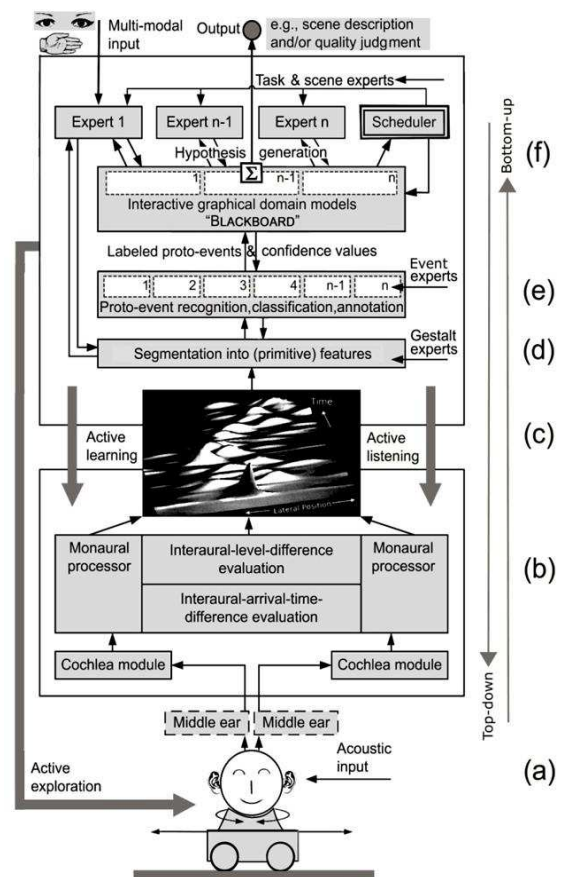 Multi-modal
input
Output
e.g., scene description
and/or quality judgment
Task & scene experts
Expert 1
Expert n-1
Expert n
Scheduler
Hypothesis generation
Σ
1
n-1
n
Interactive graphical domain models
"BLACKBOARD"
Labeled proto-events & confidence values
Event
experts
1 2 3 4 n-1 n
Proto-event recognition,classification,annotation
Gestalt
experts
Segmentation into (primitive) features
Time
Lateral Position
Active
learning
Active
listening
Monaural
processor
Interaural-level-difference
evaluation
Interaural-arrival-time-
difference evaluation
Monaural
processor
Cochlea module
Cochlea module
Middle ear
Middle ear
Acoustic
input
Active
exploration
Bottom-up
Top-down
(f)
(e)
(d)
(c)
(b)
(a)